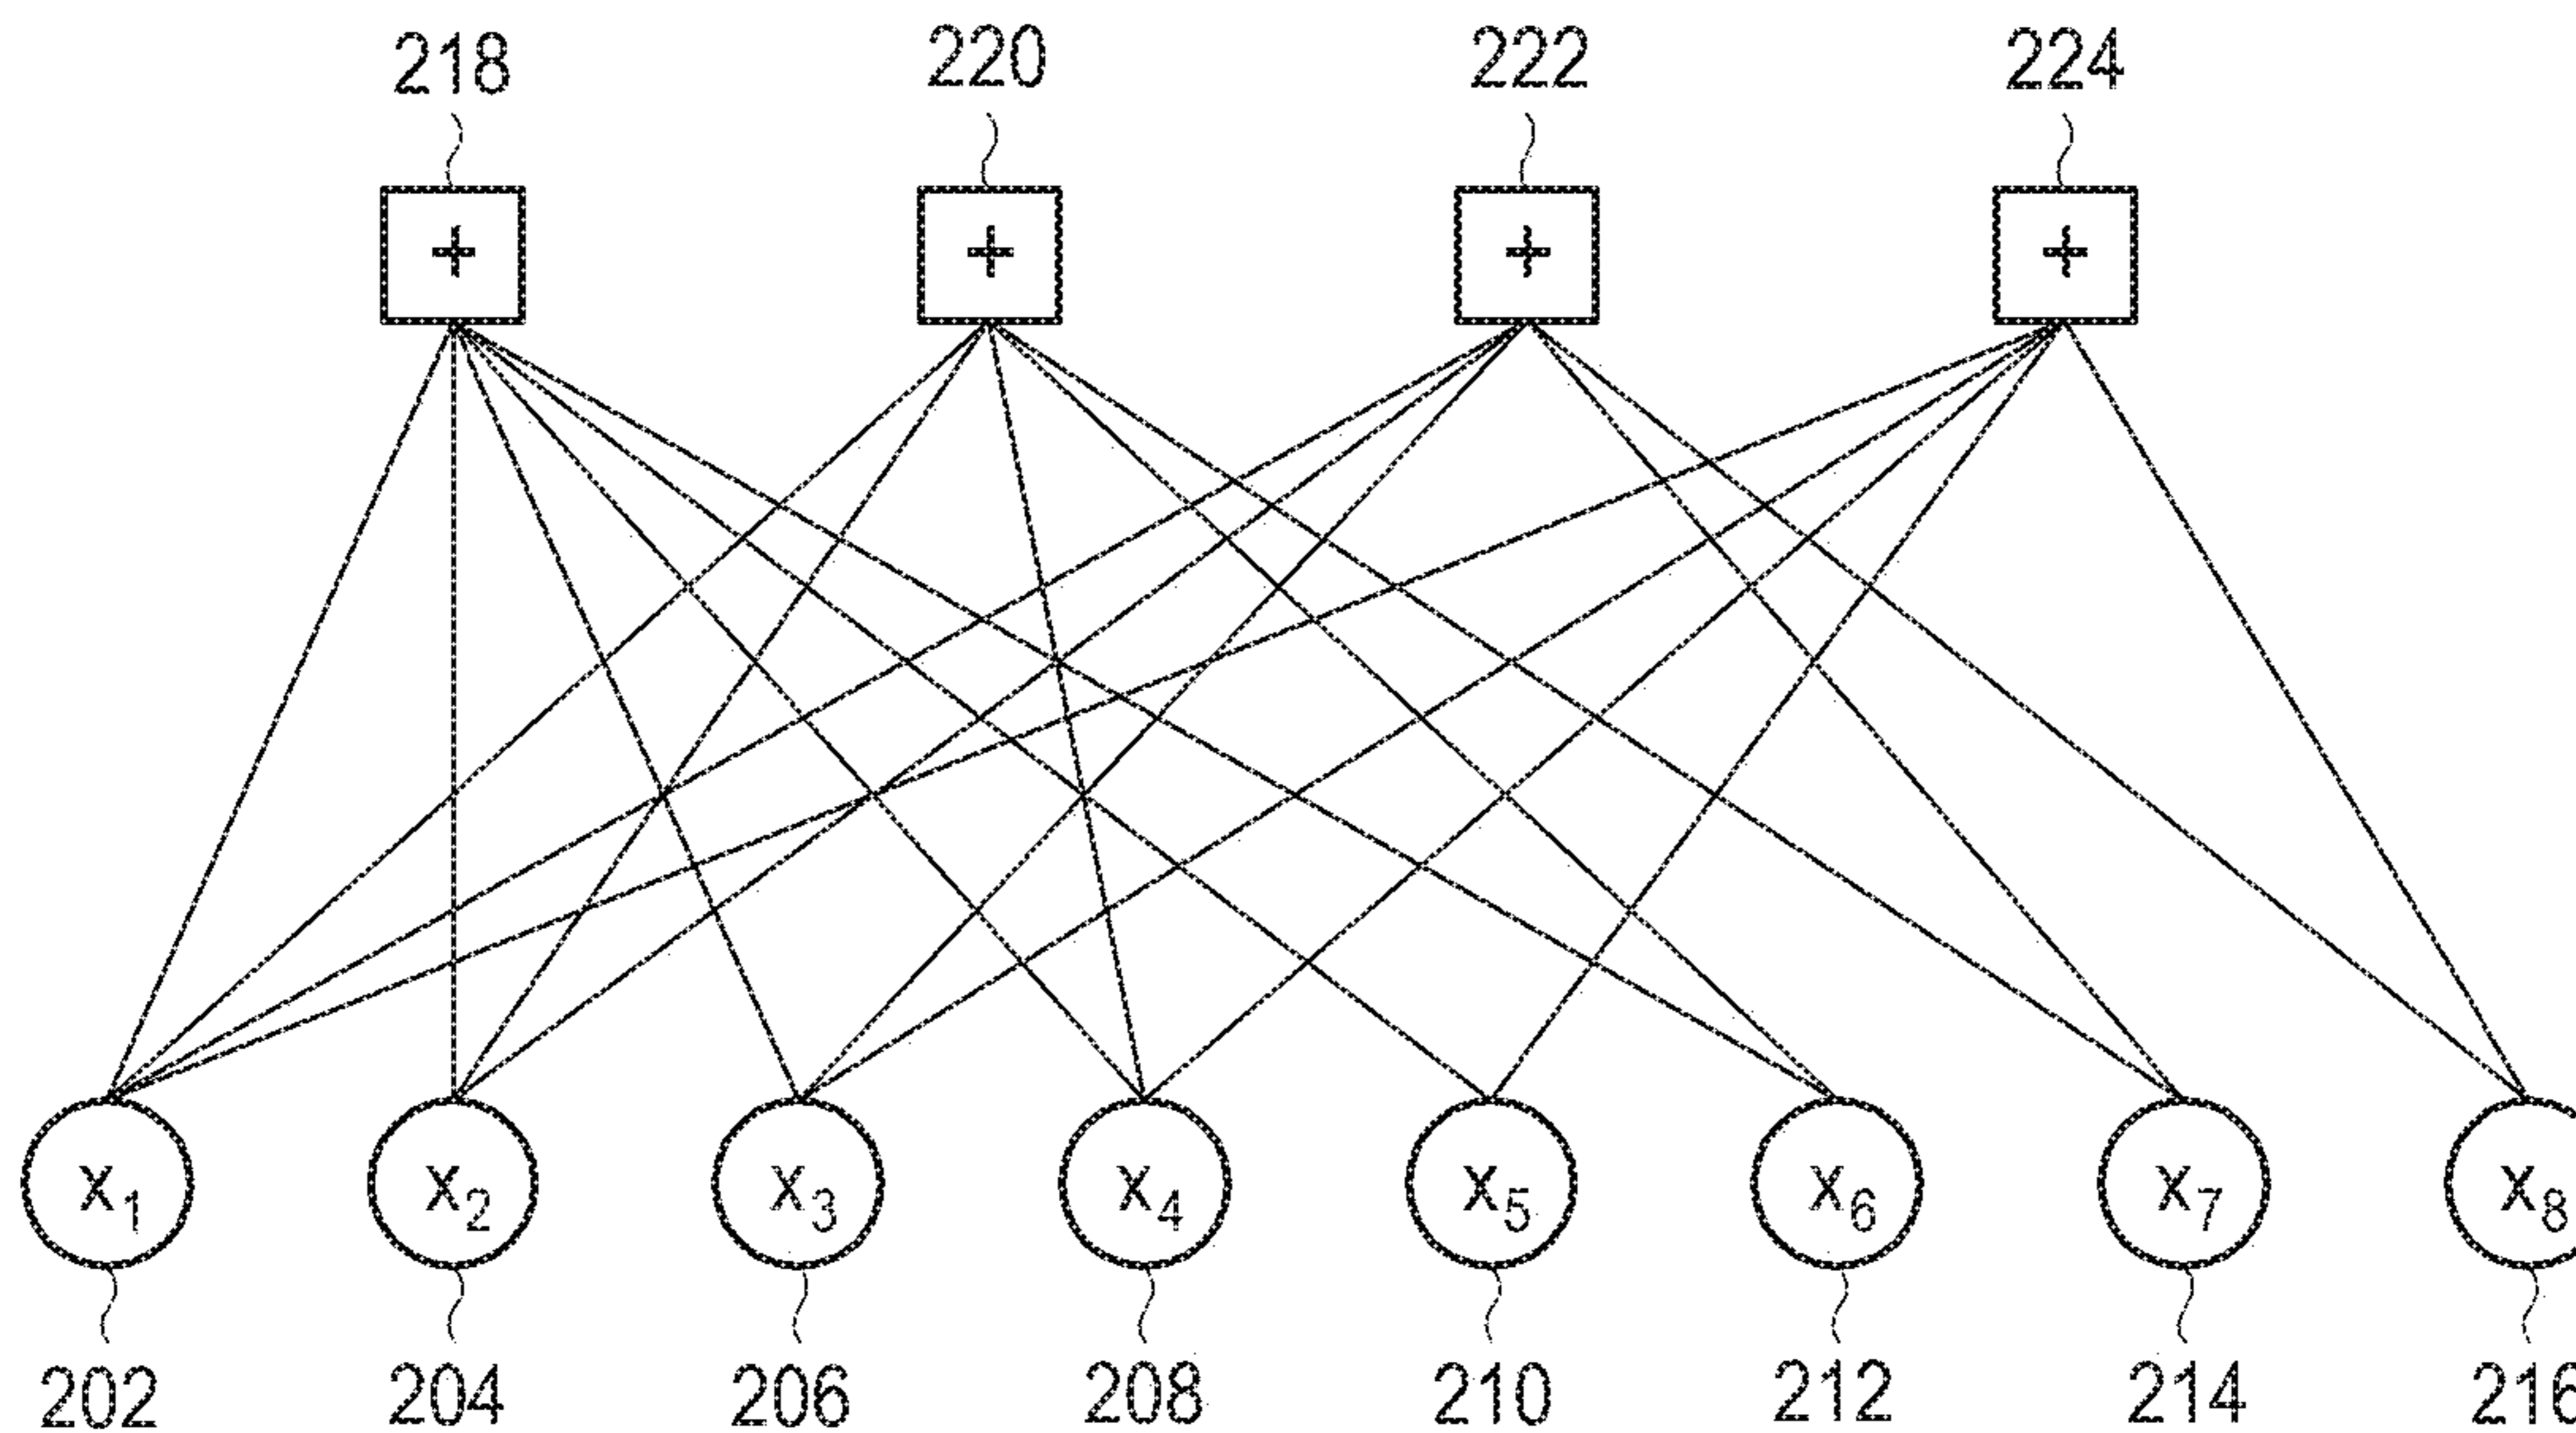 218 220 222 224
+ + + +
x₁ x₂ x₃ x₄ x₅ x₆ x₇ x₈
202 204 206 208 210 212 214 216